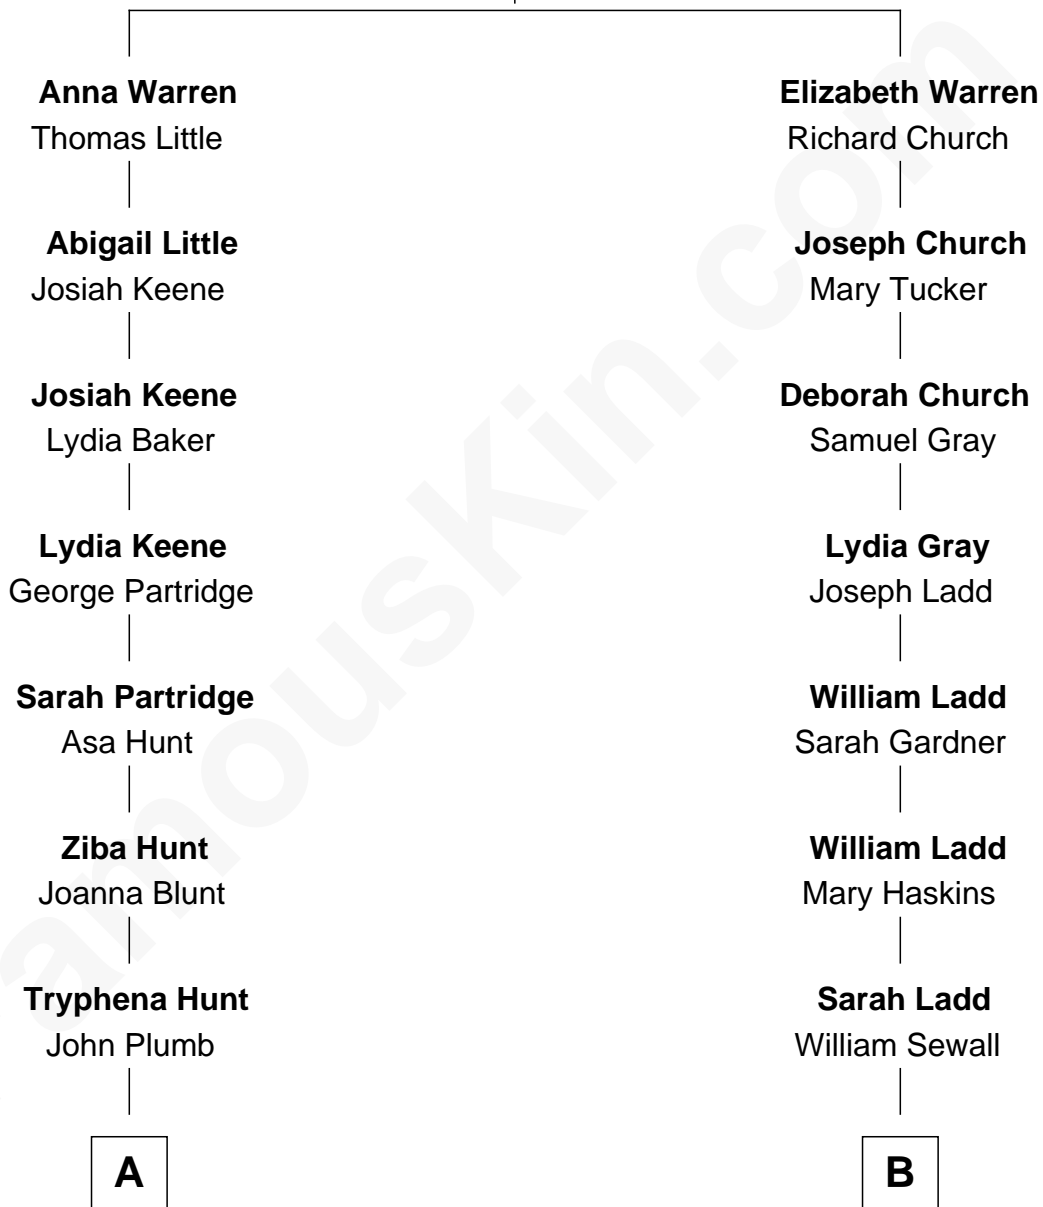 Anna Warren
Thomas Little
Abigail Little
Josiah Keene
Josiah Keene
Lydia Baker
Lydia Keene
George Partridge
Sarah Partridge
Asa Hunt
Ziba Hunt
Joanna Blunt
Tryphena Hunt
John Plumb
A
Elizabeth Warren
Richard Church
Joseph Church
Mary Tucker
Deborah Church
Samuel Gray
Lydia Gray
Joseph Ladd
William Ladd
Sarah Gardner
William Ladd
Mary Haskins
Sarah Ladd
William Sewall
B
amouskin.com